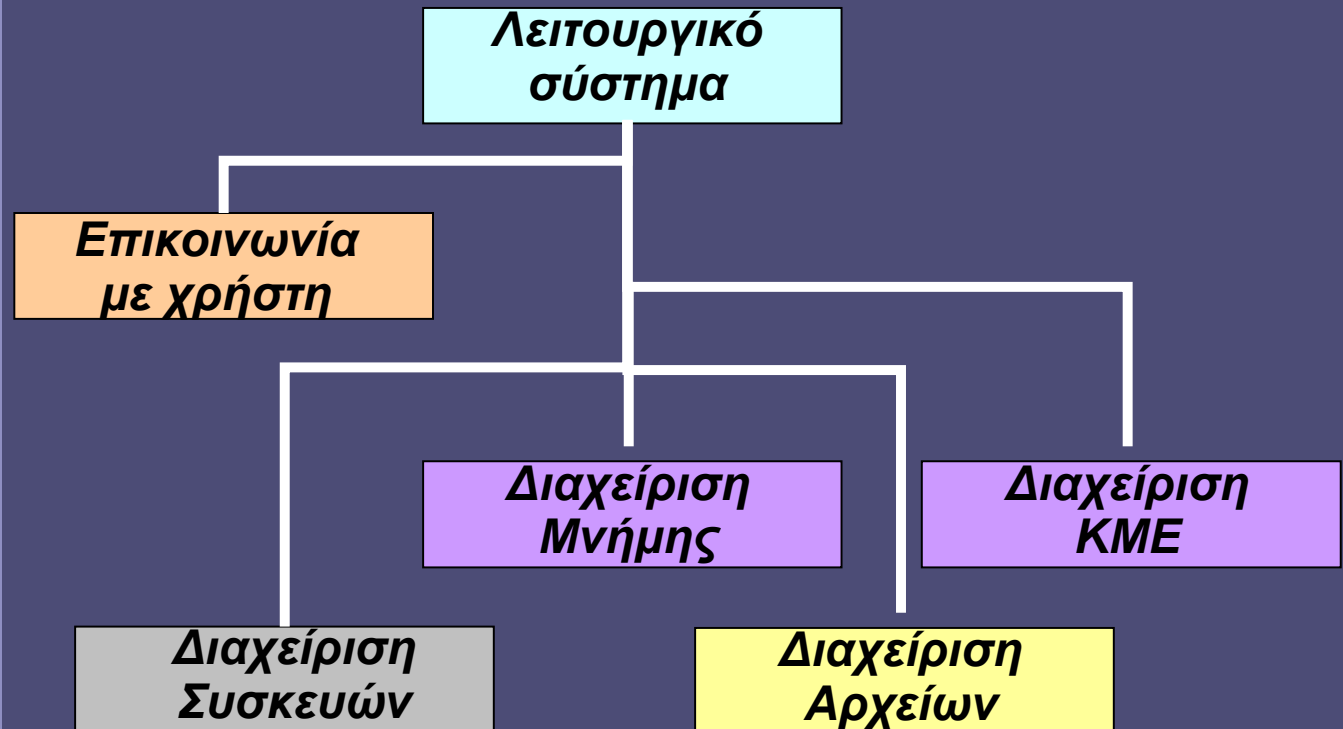 Λειτουργικό
σύστημα
Επικοινωνία
με χρήστη
Διαχείριση
Μνήμης
Διαχείριση
ΚΜΕ
Διαχείριση
Συσκευών
Διαχείριση
Αρχείων